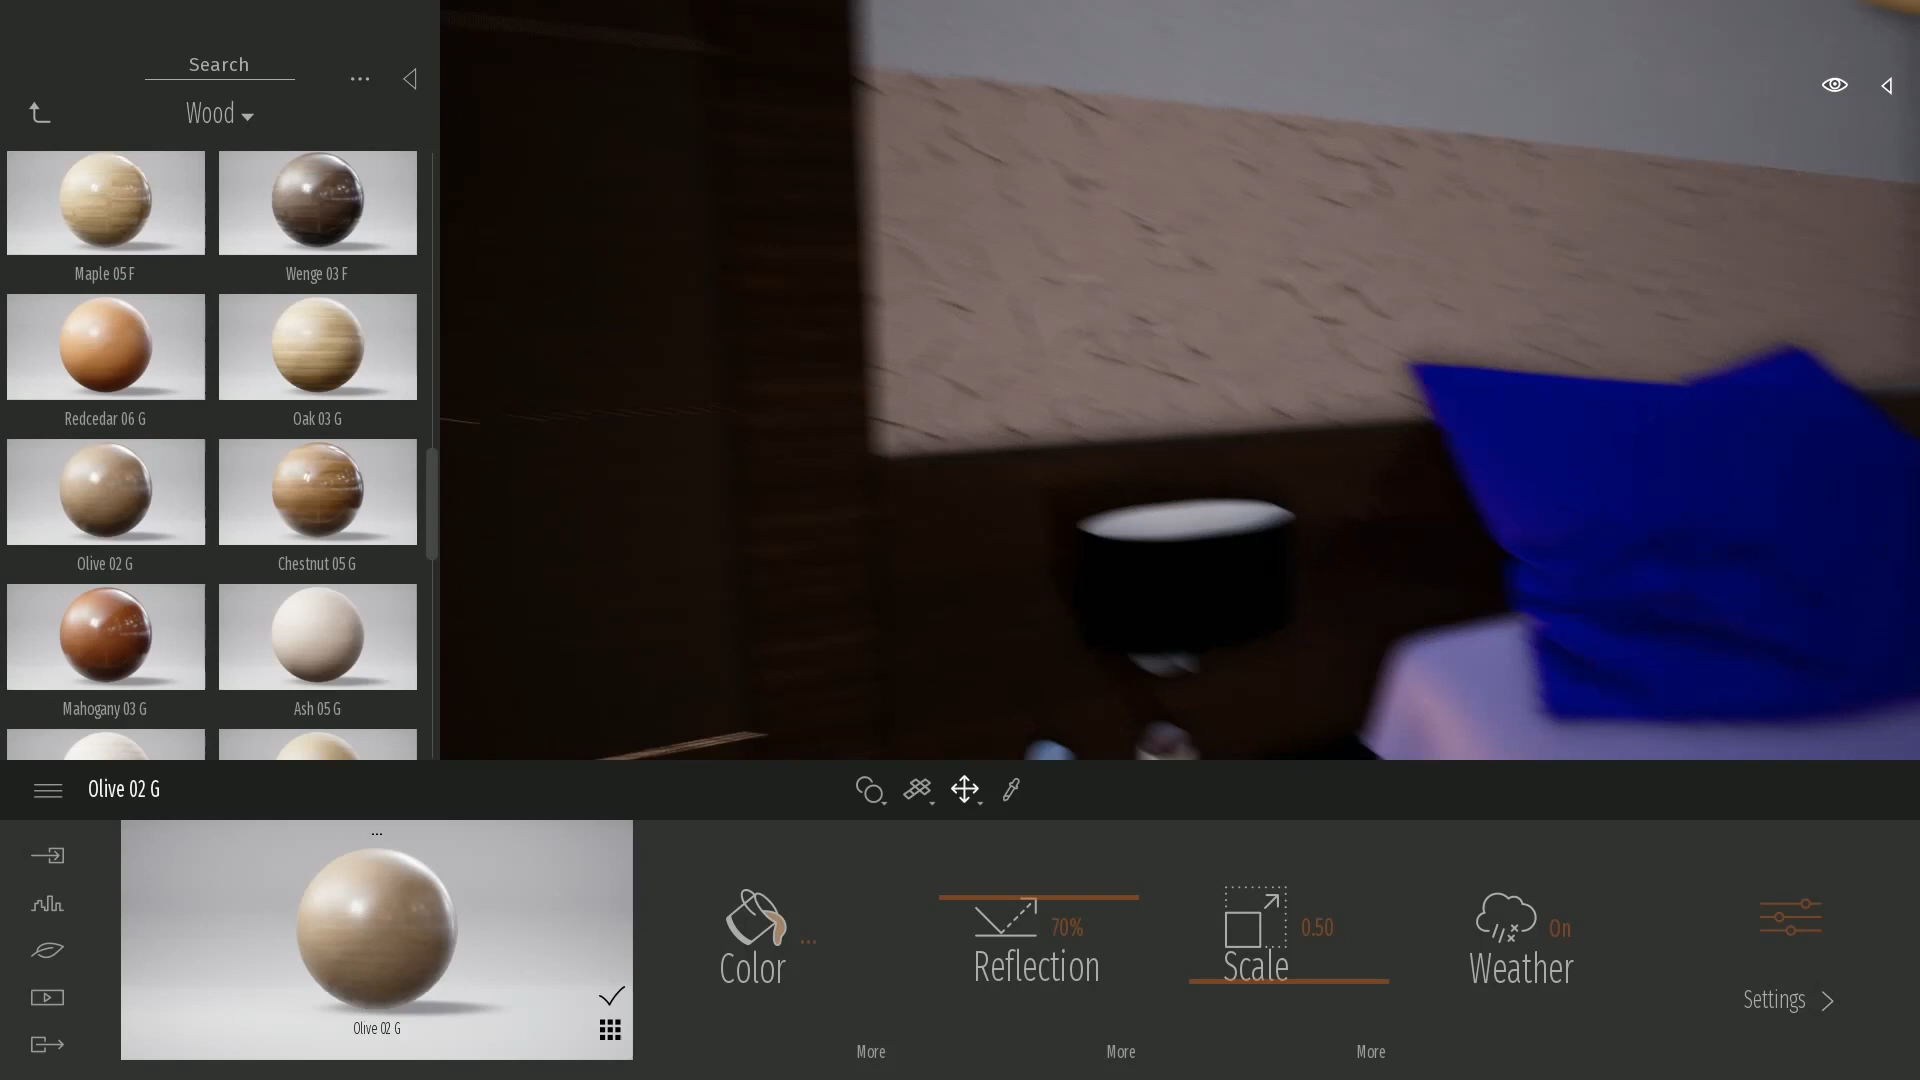 Search
Wood
Maple 05 F
Wenge 03 F
Redcedar 06 G
Oak 03 G
Olive 02 G
Chestnut 05 G
Mahogany 03 G
Ash 05 G
Olive 02 G
...
Olive 02 G
Color
...
70%
Reflection
0.50
Scale
On
Weather
Settings
More
More
More